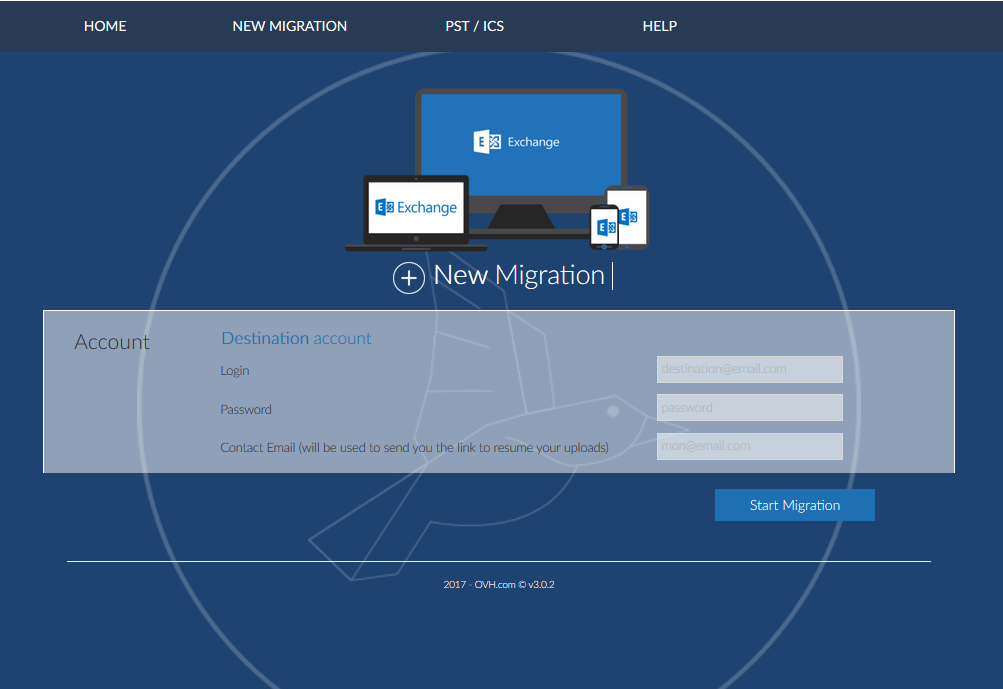 HOME NEW MIGRATION PST / ICS HELP
E Exchange
E Exchange
E
E
New Migration
Account
Destination account
Login destination@email.com
Password password
Contact Email (will be used to send you the link to resume your uploads) mon@email.com
Start Migration
2017 - OVH.com © v3.0.2